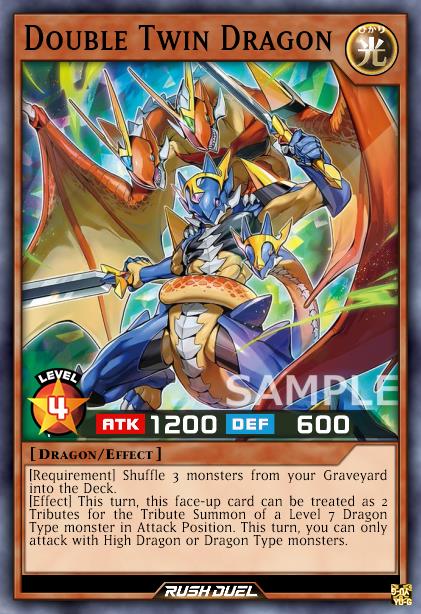 DOUBLE TWIN DRAGON
ひかり
光
SAMPLE
LEVEL
4
ATK 1200 DEF 600
[DRAGON/EFFECT]
[Requirement] Shuffle 3 monsters from your Graveyard
into the Deck.
[Effect] This turn, this face-up card can be treated as 2
Tributes for the Tribute Summon of a Level 7 Dragon
Type monster in Attack Position. This turn, you can only
attack with High Dragon or Dragon Type monsters.
RUSH DUEL